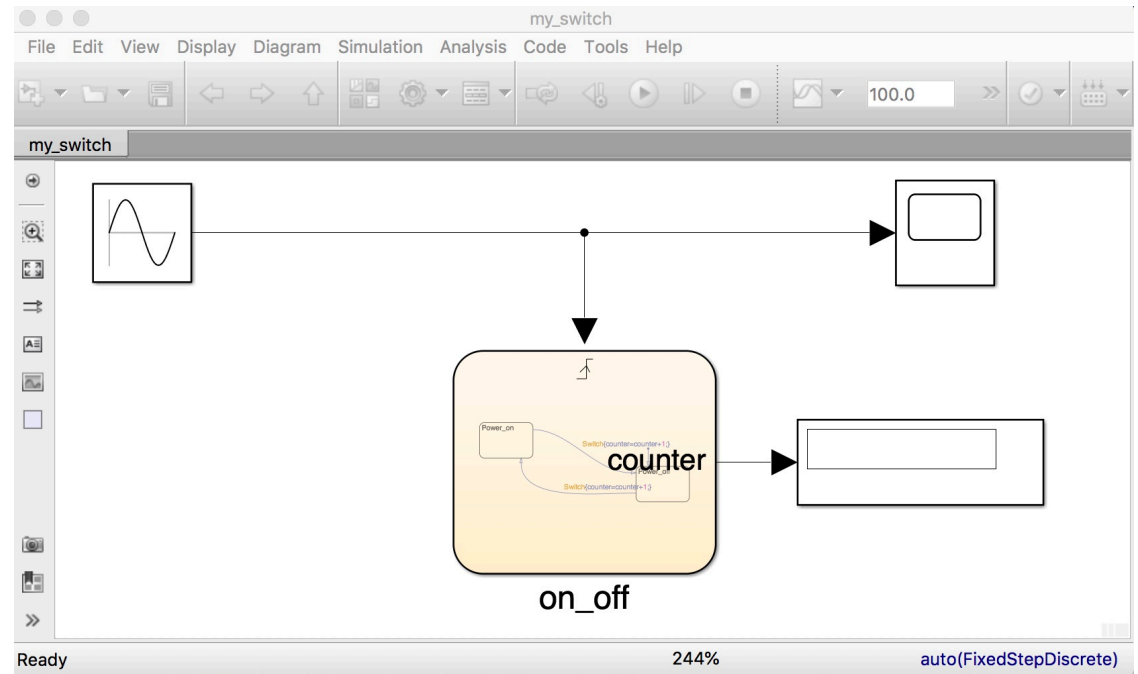 my_switch
File Edit View Display Diagram Simulation Analysis Code Tools Help
100.0
my_switch
Power_on
Switch{counter=counter+1;}
counter
Power_off
Switch{counter=counter+1;}
on_off
Ready 244% auto(FixedStepDiscrete)